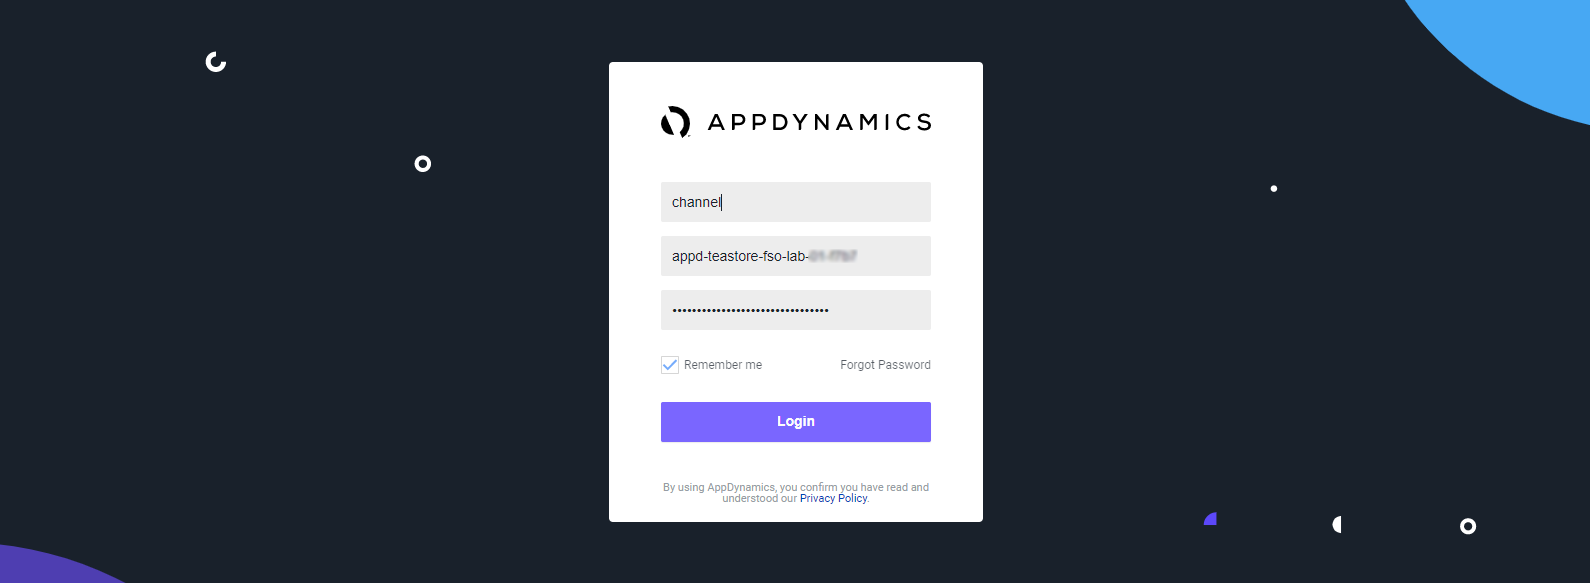 APPDYNAMICS
channel
appd-teastore-fso-lab-
••••••••••••••••••••••••••••••••
Remember me
Forgot Password
Login
By using AppDynamics, you confirm you have read and
understood our Privacy Policy.